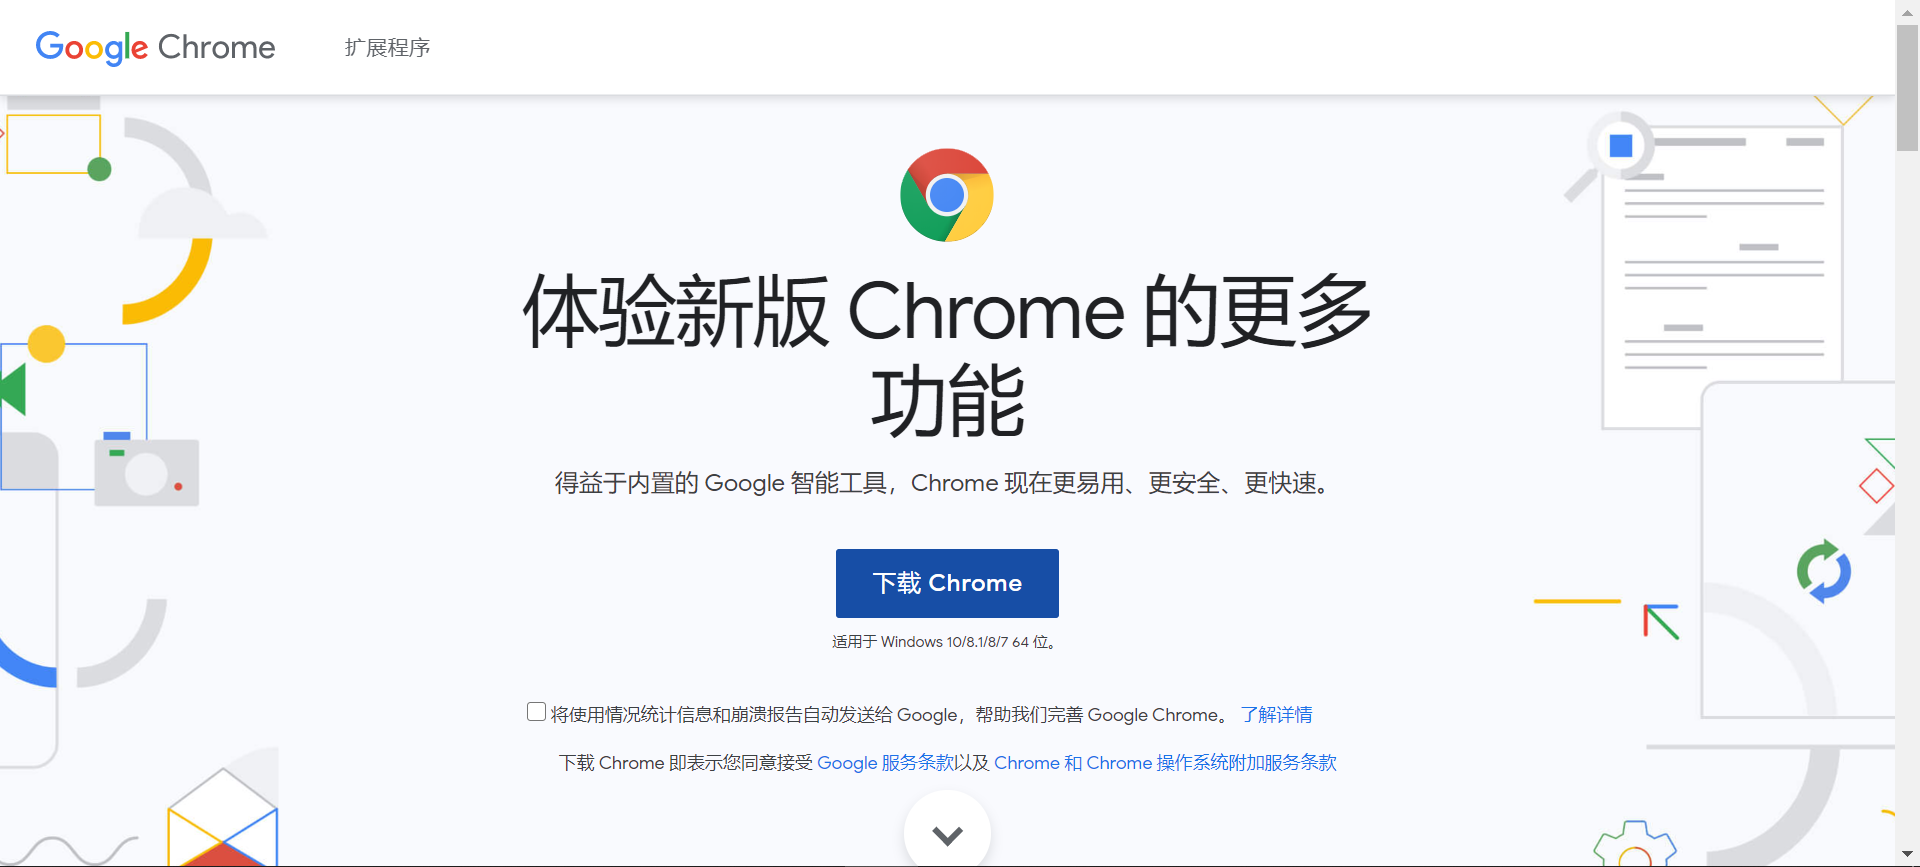 Google Chrome
扩展程序
体验新版 Chrome 的更多
功能
得益于内置的 Google 智能工具，Chrome 现在更易用、更安全、更快速。
下载 Chrome
适用于 Windows 10/8.1/8/7 64 位。
将使用情况统计信息和崩溃报告自动发送给 Google，帮助我们完善 Google Chrome。 了解详情
下载 Chrome 即表示您同意接受 Google 服务条款以及 Chrome 和 Chrome 操作系统附加服务条款